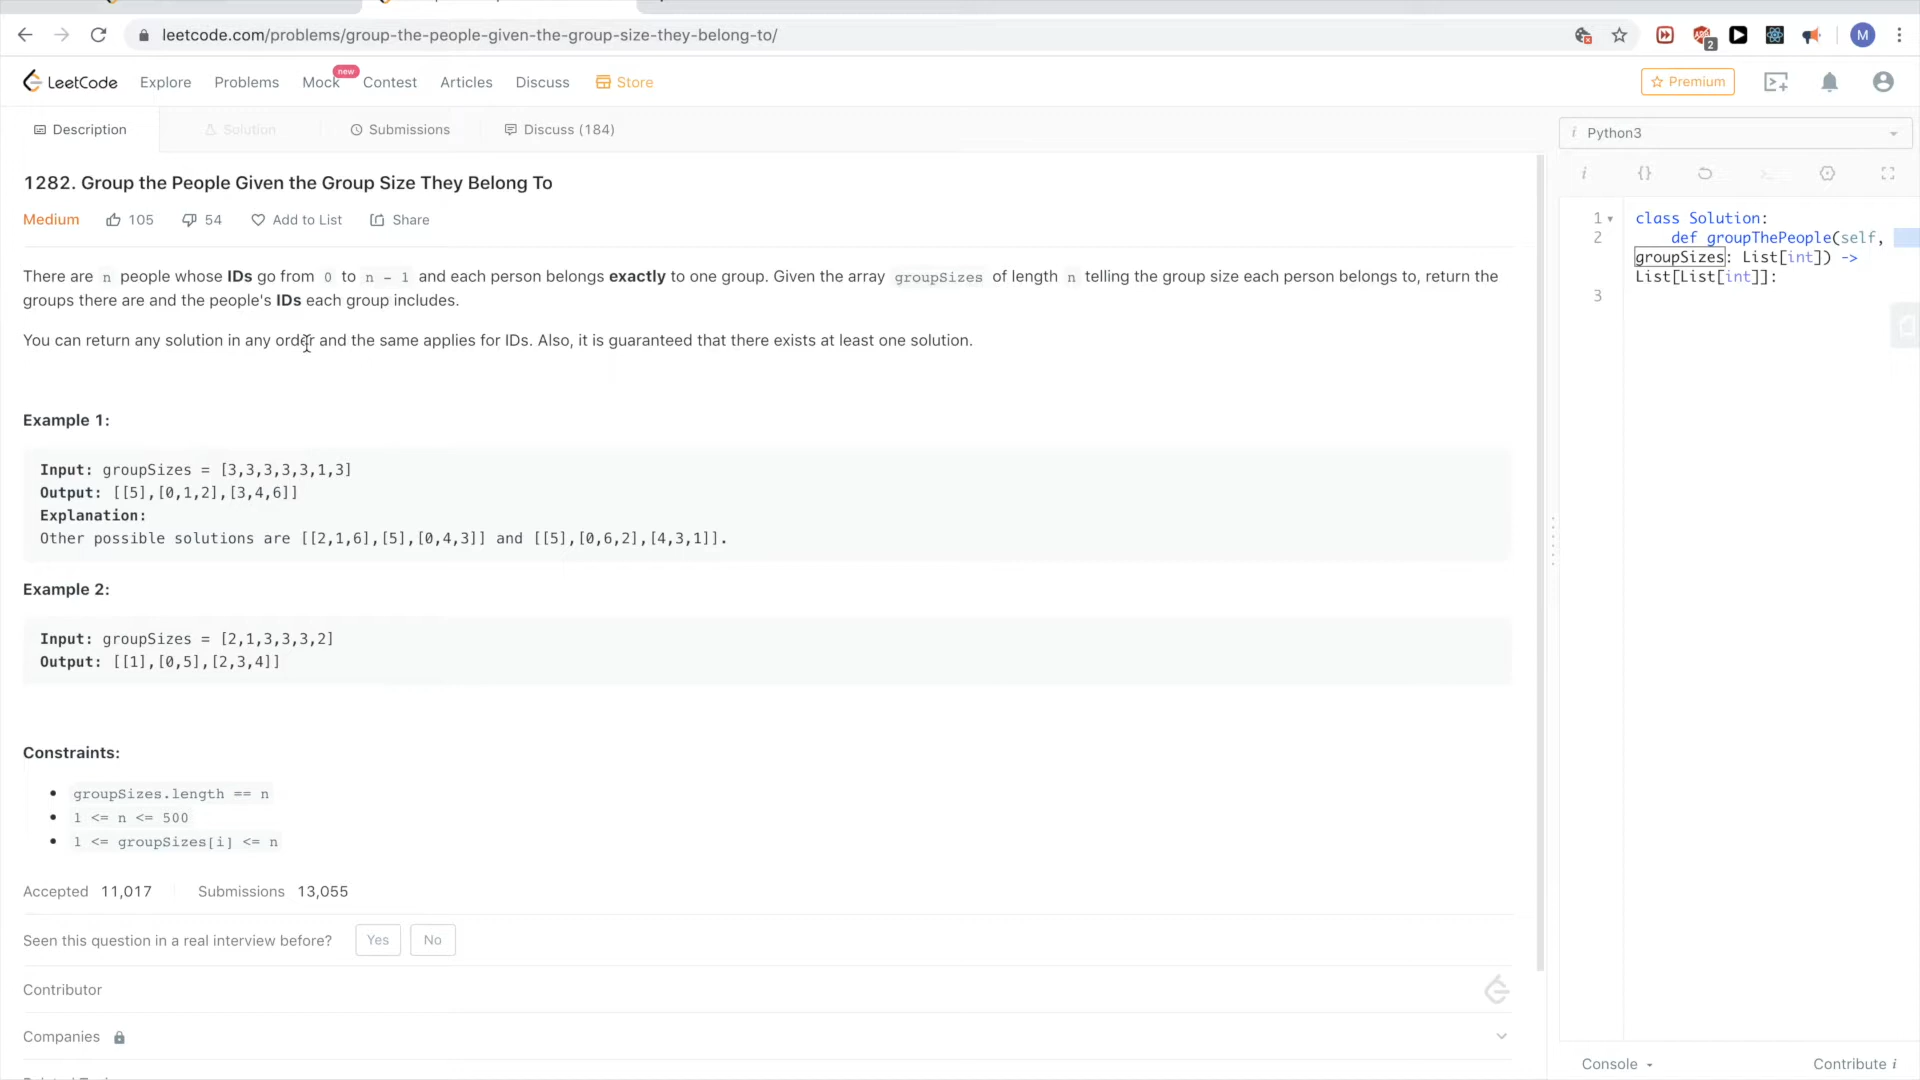 leetcode.com/problems/group-the-people-given-the-group-size-they-belong-to/
2
M
LeetCode Explore Problems Mock new Contest Articles Discuss Store Premium
Description Solution Submissions Discuss (184)
Python3
1282. Group the People Given the Group Size They Belong To
Medium 105 54 Add to List Share
There are n people whose IDs go from 0 to n - 1 and each person belongs exactly to one group. Given the array groupSizes of length n telling the group size each person belongs to, return the
groups there are and the people's IDs each group includes.
You can return any solution in any order and the same applies for IDs. Also, it is guaranteed that there exists at least one solution.
Example 1:
Input: groupSizes = [3,3,3,3,3,1,3]
Output: [[5],[0,1,2],[3,4,6]]
Explanation:
Other possible solutions are [[2,1,6],[5],[0,4,3]] and [[5],[0,6,2],[4,3,1]].
Example 2:
Input: groupSizes = [2,1,3,3,3,2]
Output: [[1],[0,5],[2,3,4]]
Constraints:
groupSizes.length == n
1 <= n <= 500
1 <= groupSizes[i] <= n
Accepted 11,017 Submissions 13,055
Seen this question in a real interview before? Yes No
Contributor
Companies
1 class Solution:
2 def groupThePeople(self,
groupSizes: List[int]) ->
List[List[int]]:
3
Console
Contribute i